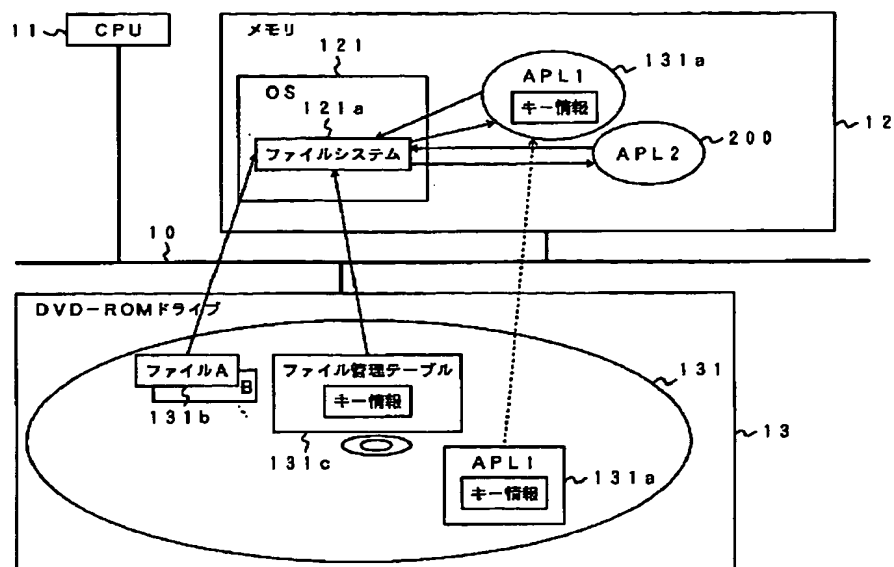 11
CPU
メモリ
121
OS
121a
ファイルシステム
APL1
キー情報
131a
APL2
200
12
10
DVD-ROMドライブ
ファイルA
B
131b
ファイル管理テーブル
キー情報
131c
APL1
キー情報
131a
131
13